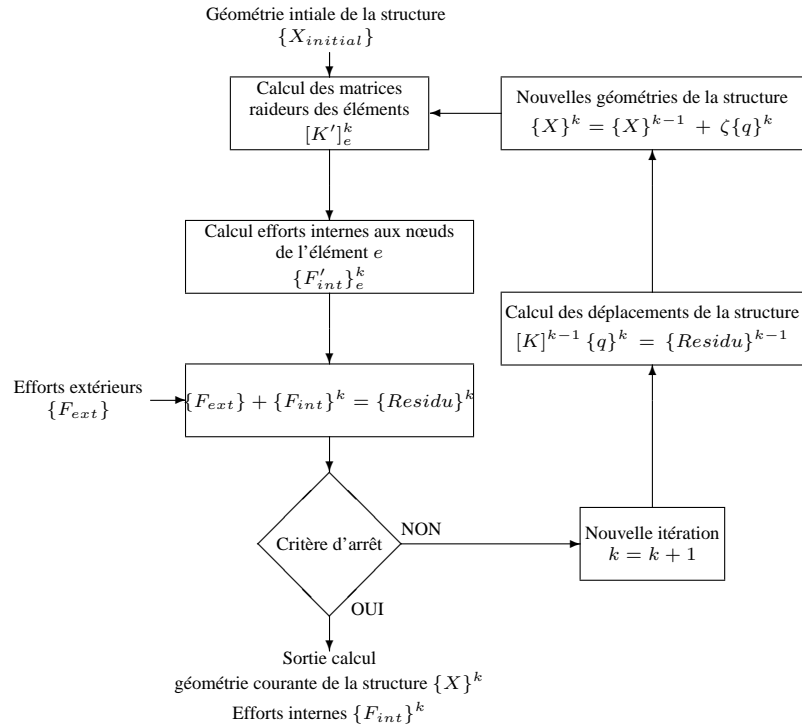 Géométrie intiale de la structure
{X_{initial}}
Calcul des matrices
raideurs des éléments
[K']_e^k
Nouvelles géométries de la structure
{X}^k = {X}^{k−1} + ζ{q}^k
Calcul efforts internes aux nœuds
de l'élément e
{F'_{int}}_e^k
Calcul des déplacements de la structure
[K]^{k−1} {q}^k = {Residu}^{k−1}
Efforts extérieurs
{F_{ext}}
{F_{ext}} + {F_{int}}^k = {Residu}^k
Critère d'arrêt
NON
Nouvelle itération
k = k + 1
OUI
Sortie calcul
géométrie courante de la structure {X}^k
Efforts internes {F_{int}}^k